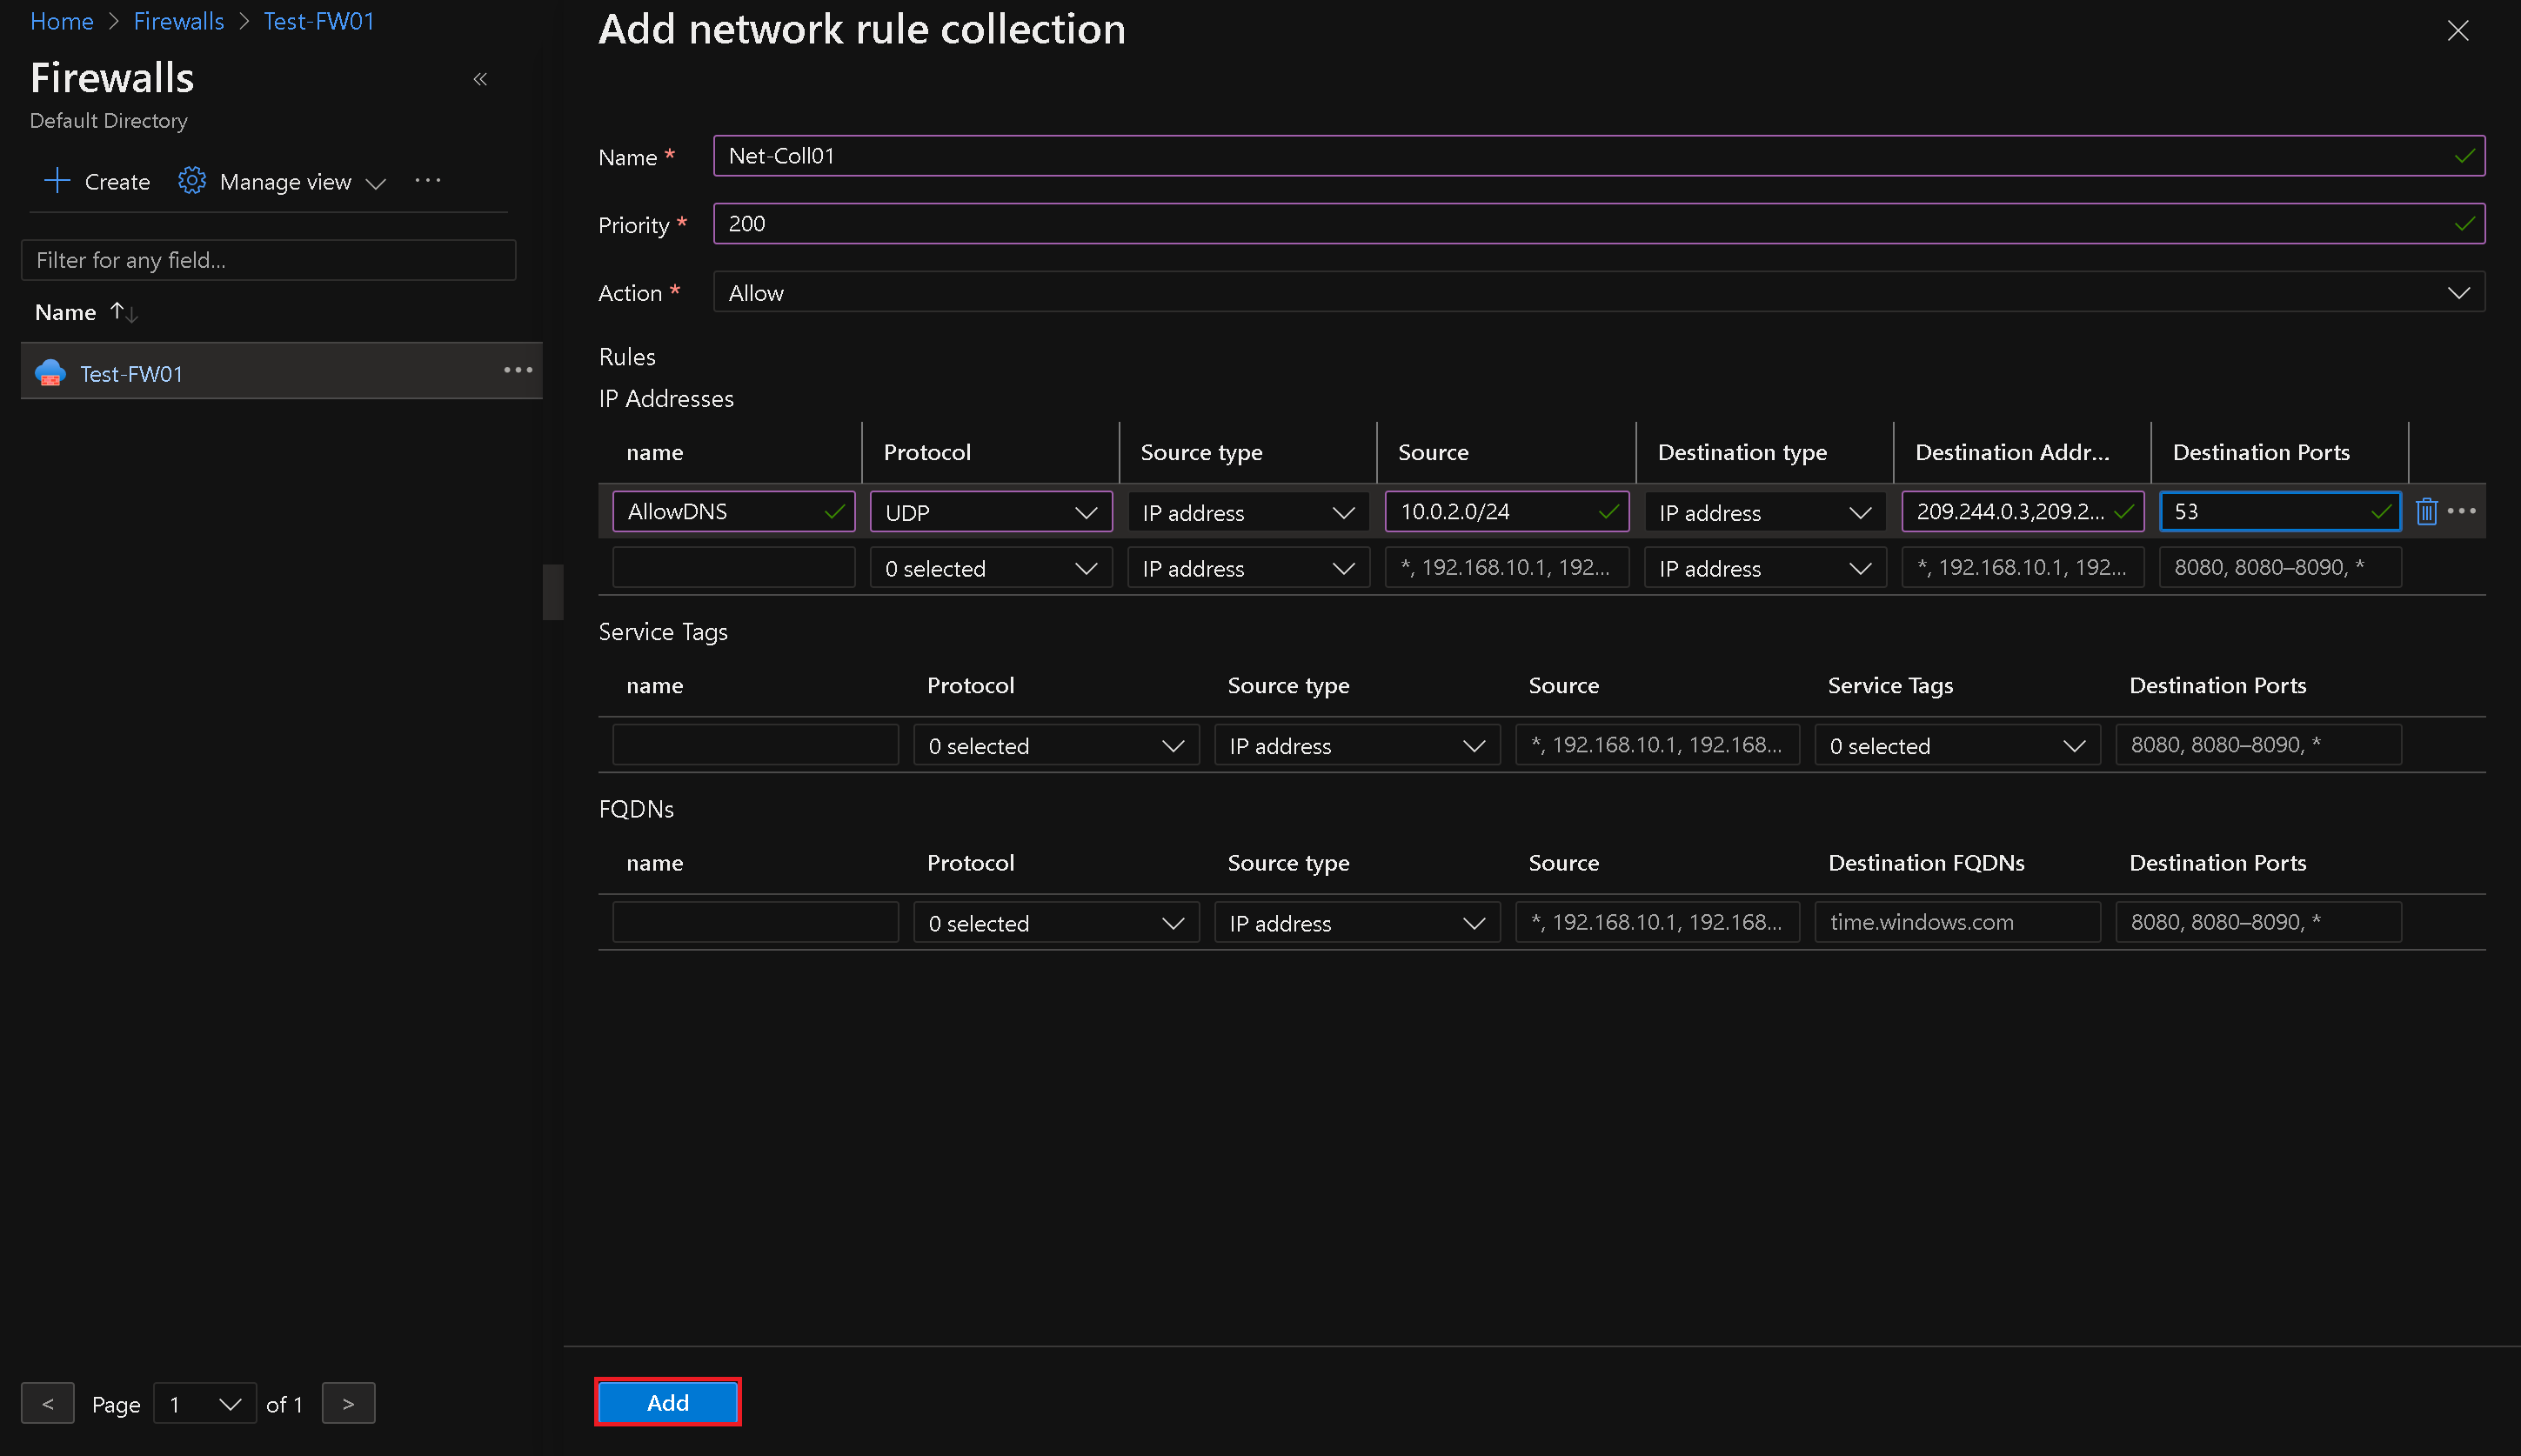 Home > Firewalls > Test-FW01
Firewalls
«
Default Directory
Create Manage view ...
Filter for any field...
Name ↑↓
Test-FW01 ...
< Page 1 of 1 >
Add network rule collection
Name * Net-Coll01
Priority * 200
Action * Allow
Rules
IP Addresses
name Protocol Source type Source Destination type Destination Addr... Destination Ports
AllowDNS UDP IP address 10.0.2.0/24 IP address 209.244.0.3,209.2... 53 ...
0 selected IP address *, 192.168.10.1, 192... IP address *, 192.168.10.1, 192... 8080, 8080–8090, *
Service Tags
name Protocol Source type Source Service Tags Destination Ports
0 selected IP address *, 192.168.10.1, 192.168... 0 selected 8080, 8080–8090, *
FQDNs
name Protocol Source type Source Destination FQDNs Destination Ports
0 selected IP address *, 192.168.10.1, 192.168... time.windows.com 8080, 8080–8090, *
Add